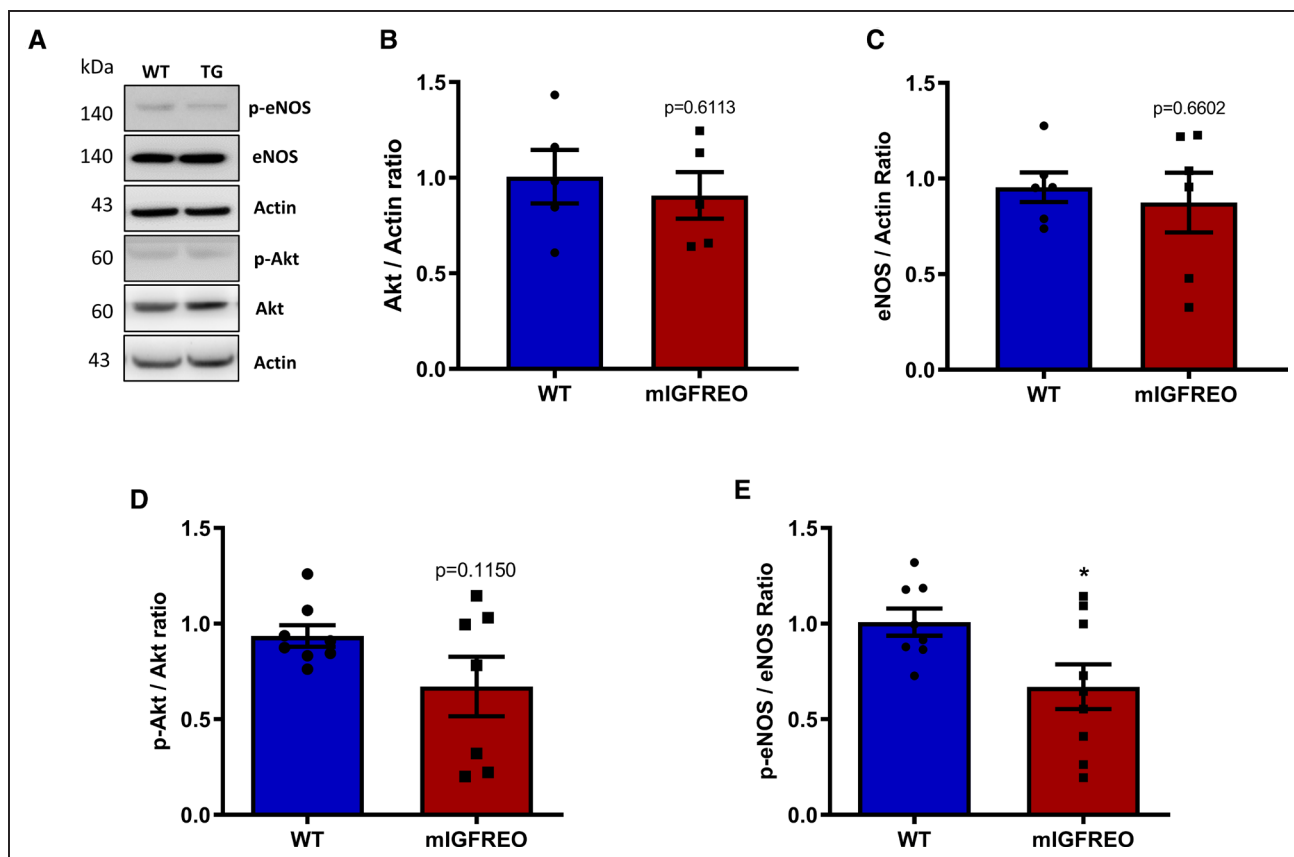 A
kDa WT TG
140 p-eNOS
140 eNOS
43 Actin
60 p-Akt
60 Akt
43 Actin
B
Akt / Actin ratio
1.5
1.0
0.5
0.0
p=0.6113
WT mIGFREO
C
eNOS / Actin Ratio
1.5
1.0
0.5
0.0
p=0.6602
WT mIGFREO
D
p-Akt / Akt ratio
1.5
1.0
0.5
0.0
p=0.1150
WT mIGFREO
E
p-eNOS / eNOS Ratio
1.5
1.0
0.5
0.0
*
WT mIGFREO